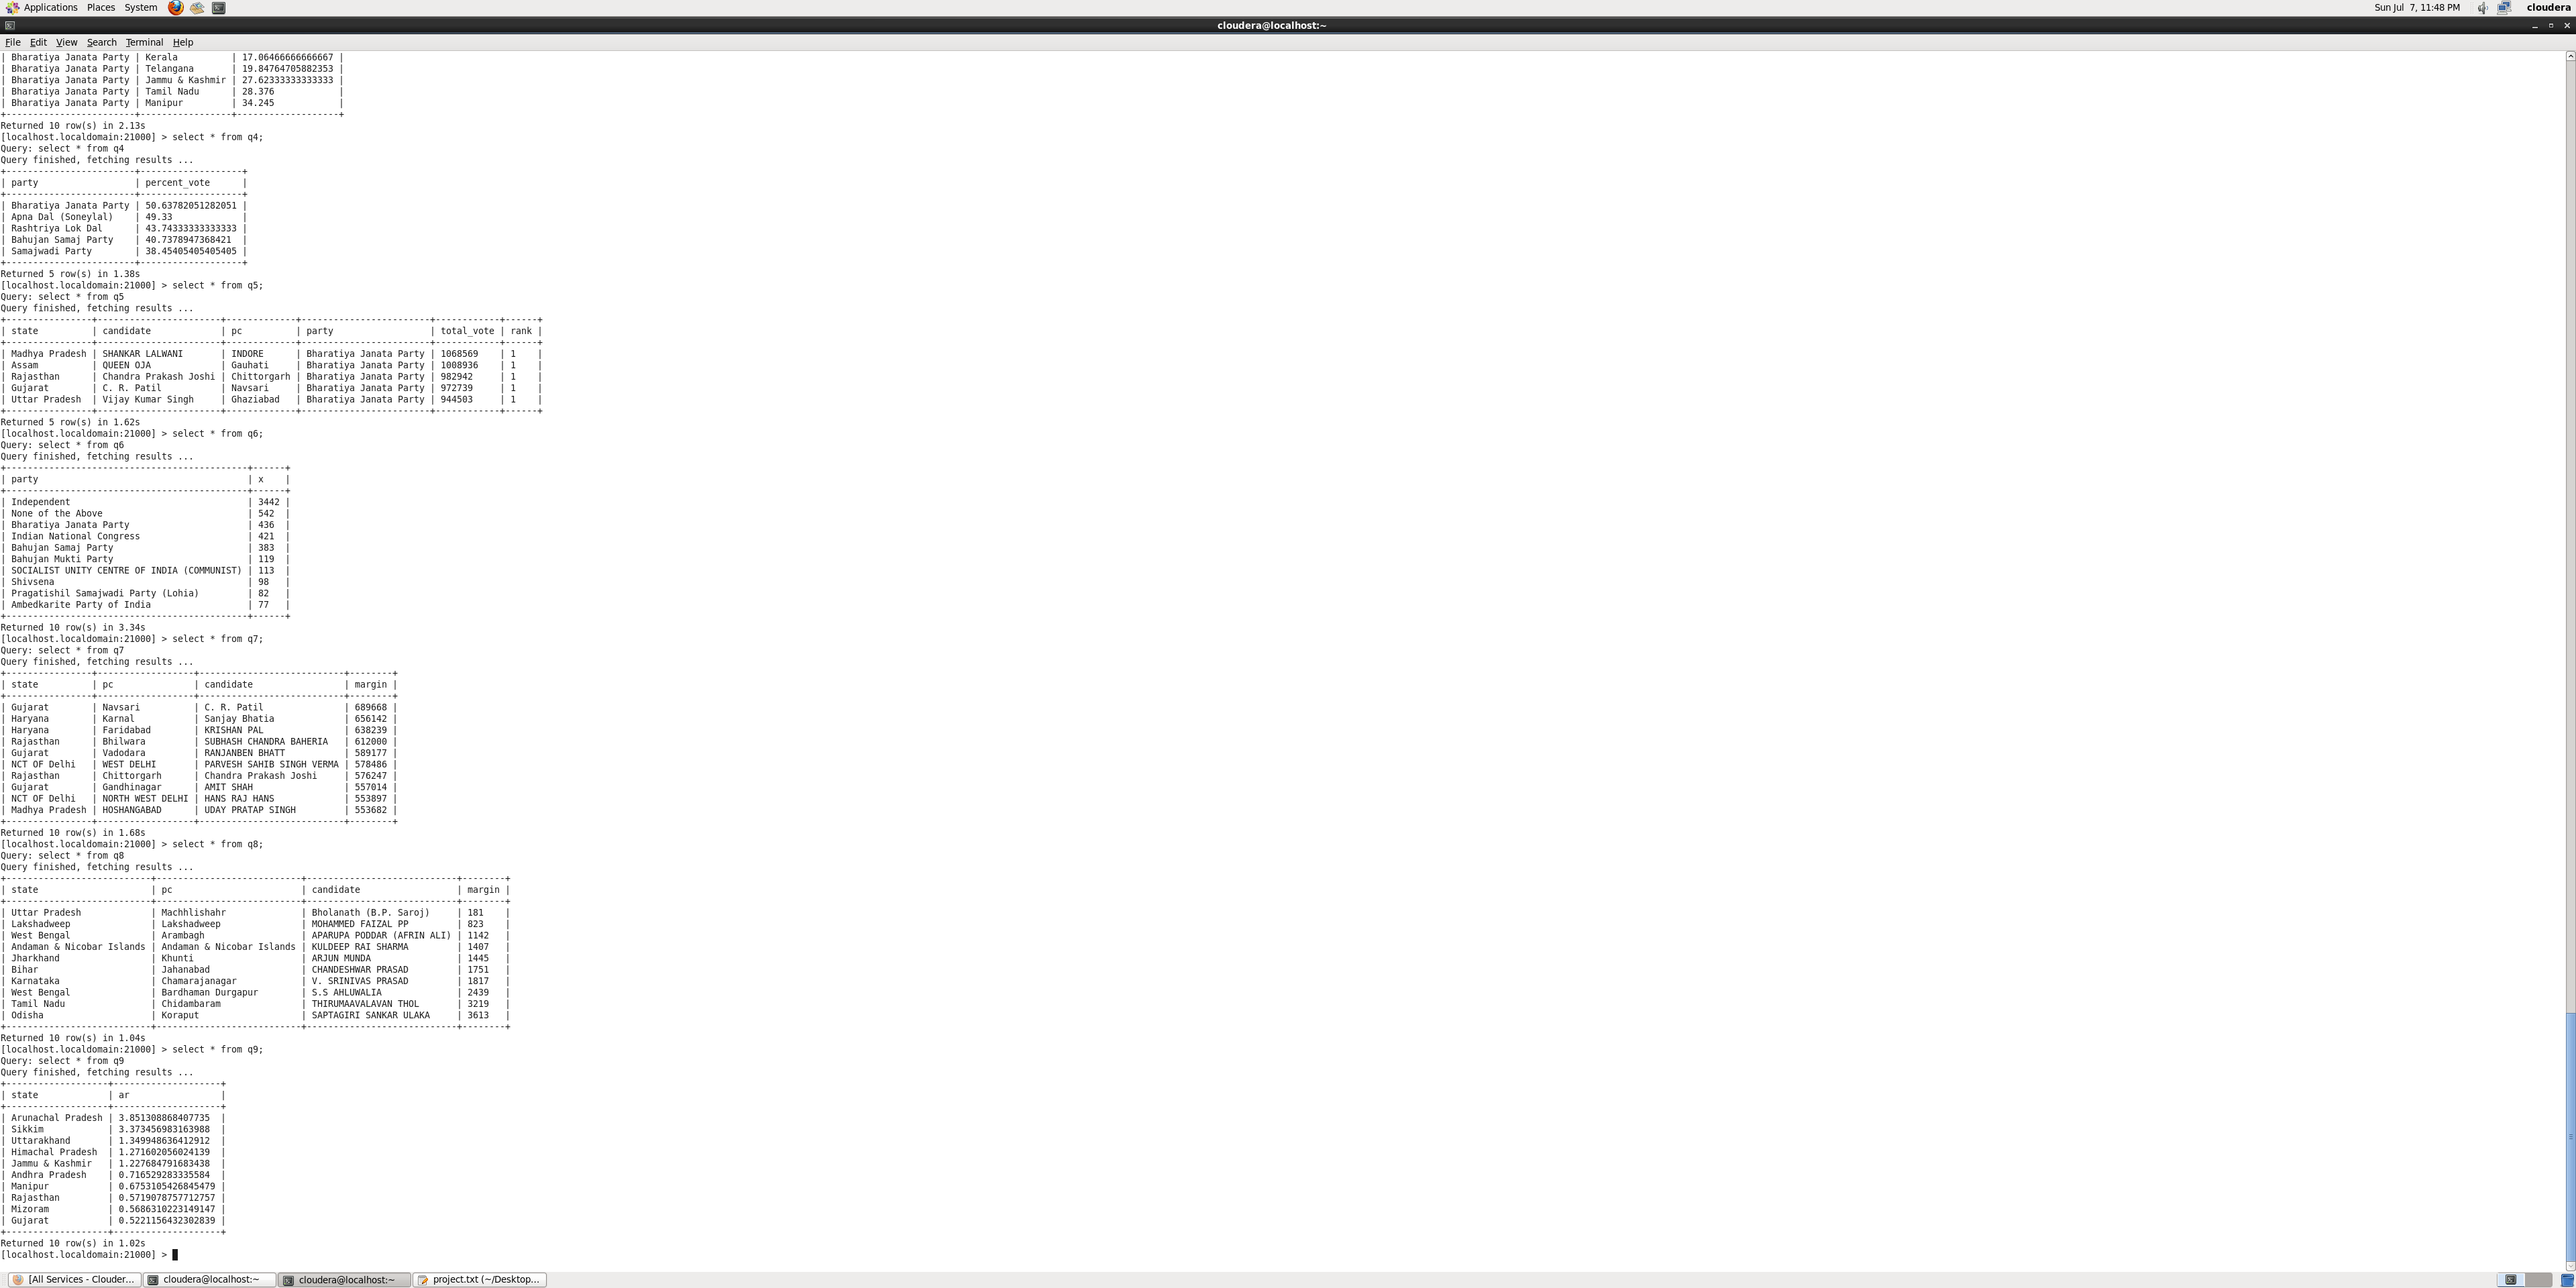 Applications Places System Sun Jul 7, 11:48 PM cloudera
cloudera@localhost:~
File Edit View Search Terminal Help
| Bharatiya Janata Party | Kerala | 17.06466666666667 |
| Bharatiya Janata Party | Telangana | 19.84764705882353 |
| Bharatiya Janata Party | Jammu & Kashmir | 27.62333333333333 |
| Bharatiya Janata Party | Tamil Nadu | 28.376 |
| Bharatiya Janata Party | Manipur | 34.245 |
+------------------------+----------------+-------------------+
Returned 10 row(s) in 2.13s
[localhost.localdomain:21000] > select * from q4;
Query: select * from q4
Query finished, fetching results ...
+------------------------+-------------------+
| party | percent_vote |
+------------------------+-------------------+
| Bharatiya Janata Party | 50.63782051282051 |
| Apna Dal (Soneylal) | 49.33 |
| Rashtriya Lok Dal | 43.74333333333333 |
| Bahujan Samaj Party | 40.7378947368421 |
| Samajwadi Party | 38.45405405405405 |
+------------------------+-------------------+
Returned 5 row(s) in 1.38s
[localhost.localdomain:21000] > select * from q5;
Query: select * from q5
Query finished, fetching results ...
+----------------+-----------------------+-------------+------------------------+------------+------+
| state | candidate | pc | party | total_vote | rank |
+----------------+-----------------------+-------------+------------------------+------------+------+
| Madhya Pradesh | SHANKAR LALWANI | INDORE | Bharatiya Janata Party | 1068569 | 1 |
| Assam | QUEEN OJA | Gauhati | Bharatiya Janata Party | 1008936 | 1 |
| Rajasthan | Chandra Prakash Joshi | Chittorgarh | Bharatiya Janata Party | 982942 | 1 |
| Gujarat | C. R. Patil | Navsari | Bharatiya Janata Party | 972739 | 1 |
| Uttar Pradesh | Vijay Kumar Singh | Ghaziabad | Bharatiya Janata Party | 944503 | 1 |
+----------------+-----------------------+-------------+------------------------+------------+------+
Returned 5 row(s) in 1.62s
[localhost.localdomain:21000] > select * from q6;
Query: select * from q6
Query finished, fetching results ...
+--------------------------------------------+------+
| party | x |
+--------------------------------------------+------+
| Independent | 3442 |
| None of the Above | 542 |
| Bharatiya Janata Party | 436 |
| Indian National Congress | 421 |
| Bahujan Samaj Party | 383 |
| Bahujan Mukti Party | 119 |
| SOCIALIST UNITY CENTRE OF INDIA (COMMUNIST) | 113 |
| Shivsena | 98 |
| Pragatishil Samajwadi Party (Lohia) | 82 |
| Ambedkarite Party of India | 77 |
+--------------------------------------------+------+
Returned 10 row(s) in 3.34s
[localhost.localdomain:21000] > select * from q7;
Query: select * from q7
Query finished, fetching results ...
+----------------+------------------+---------------------------+--------+
| state | pc | candidate | margin |
+----------------+------------------+---------------------------+--------+
| Gujarat | Navsari | C. R. Patil | 689668 |
| Haryana | Karnal | Sanjay Bhatia | 656142 |
| Haryana | Faridabad | KRISHAN PAL | 638239 |
| Rajasthan | Bhilwara | SUBHASH CHANDRA BAHERIA | 612000 |
| Gujarat | Vadodara | RANJANBEN BHATT | 589177 |
| NCT OF Delhi | WEST DELHI | PARVESH SAHIB SINGH VERMA | 578486 |
| Rajasthan | Chittorgarh | Chandra Prakash Joshi | 576247 |
| Gujarat | Gandhinagar | AMIT SHAH | 557014 |
| NCT OF Delhi | NORTH WEST DELHI | HANS RAJ HANS | 553897 |
| Madhya Pradesh | HOSHANGABAD | UDAY PRATAP SINGH | 553682 |
+----------------+------------------+---------------------------+--------+
Returned 10 row(s) in 1.68s
[localhost.localdomain:21000] > select * from q8;
Query: select * from q8
Query finished, fetching results ...
+---------------------------+---------------------------+----------------------------+--------+
| state | pc | candidate | margin |
+---------------------------+---------------------------+----------------------------+--------+
| Uttar Pradesh | Machhlishahr | Bholanath (B.P. Saroj) | 181 |
| Lakshadweep | Lakshadweep | MOHAMMED FAIZAL PP | 823 |
| West Bengal | Arambagh | APARUPA PODDAR (AFRIN ALI) | 1142 |
| Andaman & Nicobar Islands | Andaman & Nicobar Islands | KULDEEP RAI SHARMA | 1407 |
| Jharkhand | Khunti | ARJUN MUNDA | 1445 |
| Bihar | Jahanabad | CHANDESHWAR PRASAD | 1751 |
| Karnataka | Chamarajanagar | V. SRINIVAS PRASAD | 1817 |
| West Bengal | Bardhaman Durgapur | S.S AHLUWALIA | 2439 |
| Tamil Nadu | Chidambaram | THIRUMAAVALAVAN THOL | 3219 |
| Odisha | Koraput | SAPTAGIRI SANKAR ULAKA | 3613 |
+---------------------------+---------------------------+----------------------------+--------+
Returned 10 row(s) in 1.04s
[localhost.localdomain:21000] > select * from q9;
Query: select * from q9
Query finished, fetching results ...
+-------------------+--------------------+
| state | ar |
+-------------------+--------------------+
| Arunachal Pradesh | 3.851308868407735 |
| Sikkim | 3.373456983163988 |
| Uttarakhand | 1.349948636412912 |
| Himachal Pradesh | 1.271602056024139 |
| Jammu & Kashmir | 1.227684791683438 |
| Andhra Pradesh | 0.716529283335584 |
| Manipur | 0.6753105426845479 |
| Rajasthan | 0.5719078757712757 |
| Mizoram | 0.5686310223149147 |
| Gujarat | 0.5221156432302839 |
+-------------------+--------------------+
Returned 10 row(s) in 1.02s
[localhost.localdomain:21000] >
[All Services - Clouder... cloudera@localhost:~ cloudera@localhost:~ project.txt (~/Desktop...